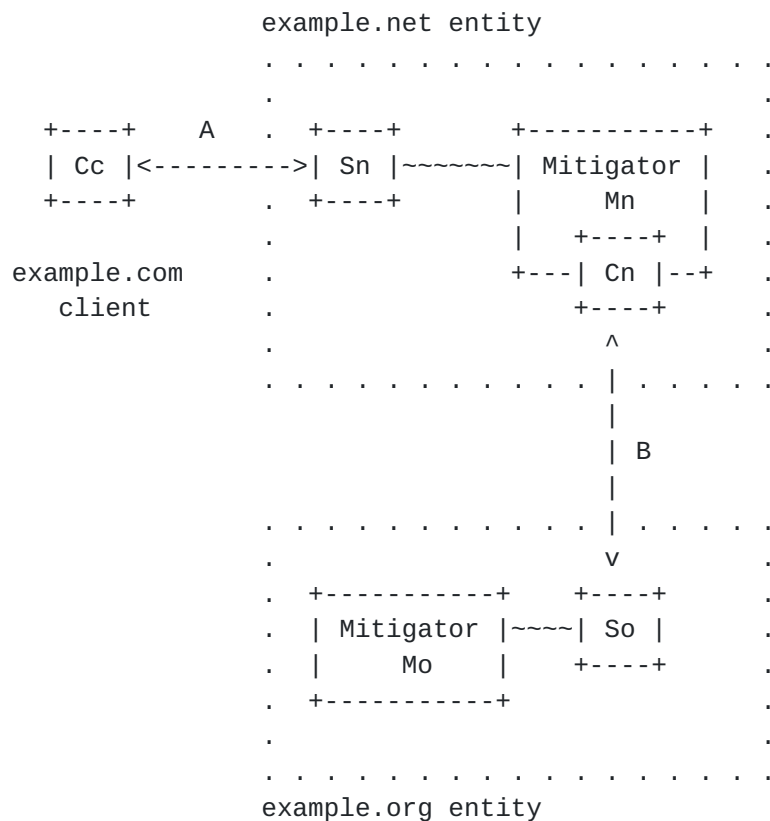 example.net entity
A
Cc
Sn
Mitigator
Mn
example.com
client
Cn
B
Mitigator
So
Mo
example.org entity